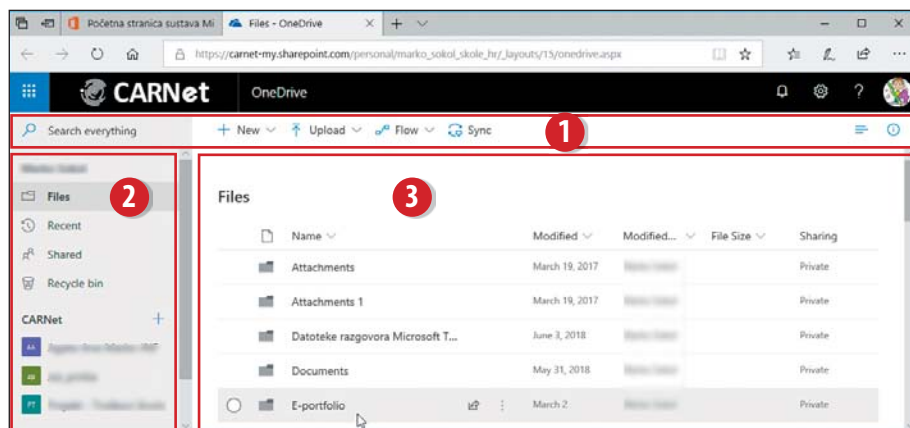 Početna stranica sustava Mi
Files - OneDrive
https://carnet-my.sharepoint.com/personal/marko_sokol_skole_hr/_layouts/15/onedrive.aspx
CARNet OneDrive ?
Search everything + New Upload Flow Sync 1
2
Files
Recent
Shared
Recycle bin
CARNet +
AA
PT
3
Files
Name Modified Modified... File Size Sharing
Attachments March 19, 2017 Private
Attachments 1 March 19, 2017 Private
Datoteke razgovora Microsoft T... June 3, 2018 Private
Documents May 31, 2018 Private
E-portfolio March 2 Private